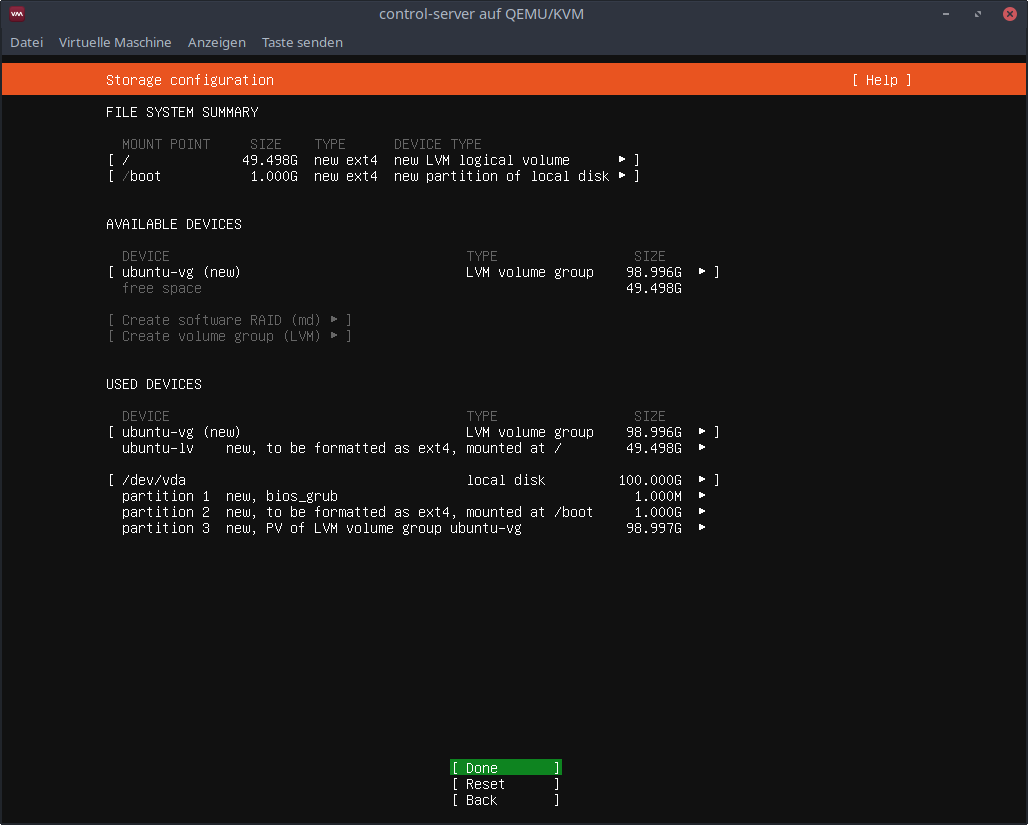 vm
control-server auf QEMU/KVM
Datei Virtuelle Maschine Anzeigen Taste senden
Storage configuration [ Help ]
FILE SYSTEM SUMMARY
MOUNT POINT SIZE TYPE DEVICE TYPE
[ / 49.498G new ext4 new LVM logical volume ▸ ]
[ /boot 1.000G new ext4 new partition of local disk ▸ ]
AVAILABLE DEVICES
DEVICE TYPE SIZE
[ ubuntu-vg (new) LVM volume group 98.996G ▸ ]
free space 49.498G
[ Create software RAID (md) ▸ ]
[ Create volume group (LVM) ▸ ]
USED DEVICES
DEVICE TYPE SIZE
[ ubuntu-vg (new) LVM volume group 98.996G ▸ ]
ubuntu-lv new, to be formatted as ext4, mounted at / 49.498G ▸
[ /dev/vda local disk 100.000G ▸ ]
partition 1 new, bios_grub 1.000M ▸
partition 2 new, to be formatted as ext4, mounted at /boot 1.000G ▸
partition 3 new, PV of LVM volume group ubuntu-vg 98.997G ▸
[ Done ]
[ Reset ]
[ Back ]